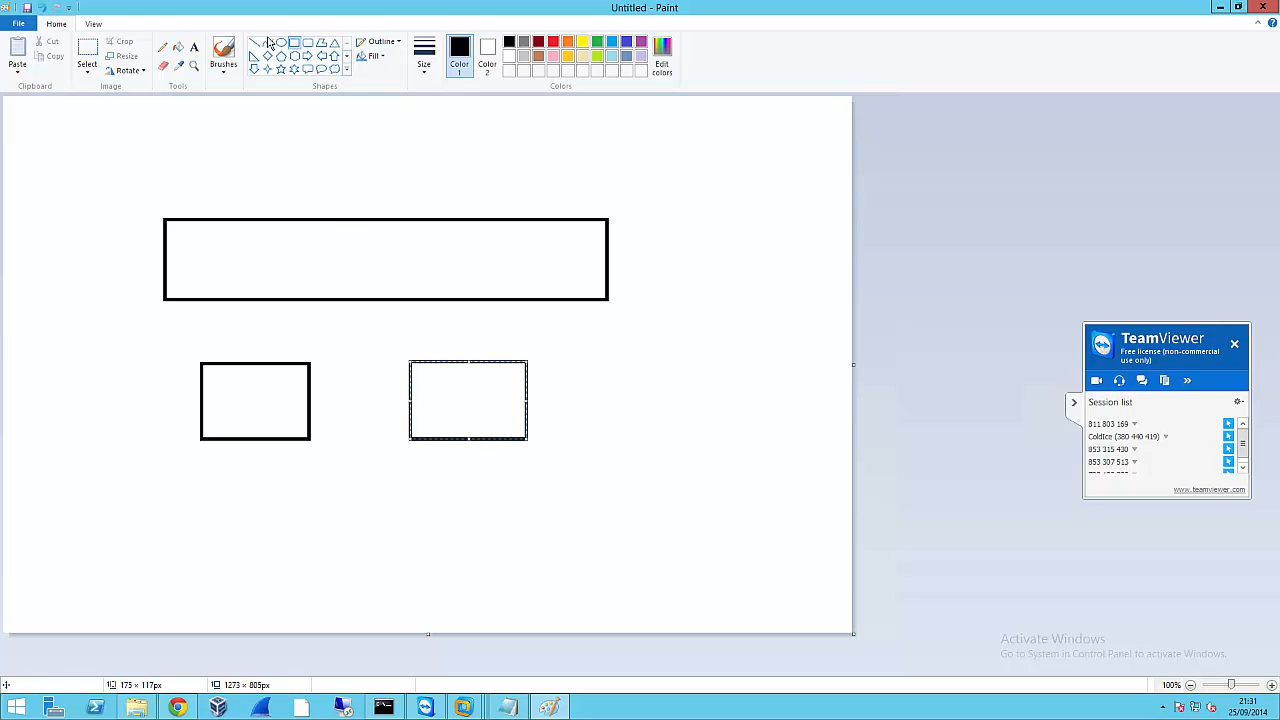 Untitled - Paint
File Home View
Paste
Cut
Copy
Clipboard
Select
Crop
Resize
Rotate
Image
Tools
Brushes
Shapes
Outline
Fill
Size
Color 1
Color 2
Edit colors
Colors
TeamViewer
Free license (non-commercial
use only)
Session list
811 803 169
ColdIce (380 440 419)
853 315 430
853 307 513
www.teamviewer.com
Activate Windows
Go to System in Control Panel to activate Windows.
175 × 117px
1273 × 805px
100%
21:31
25/09/2014